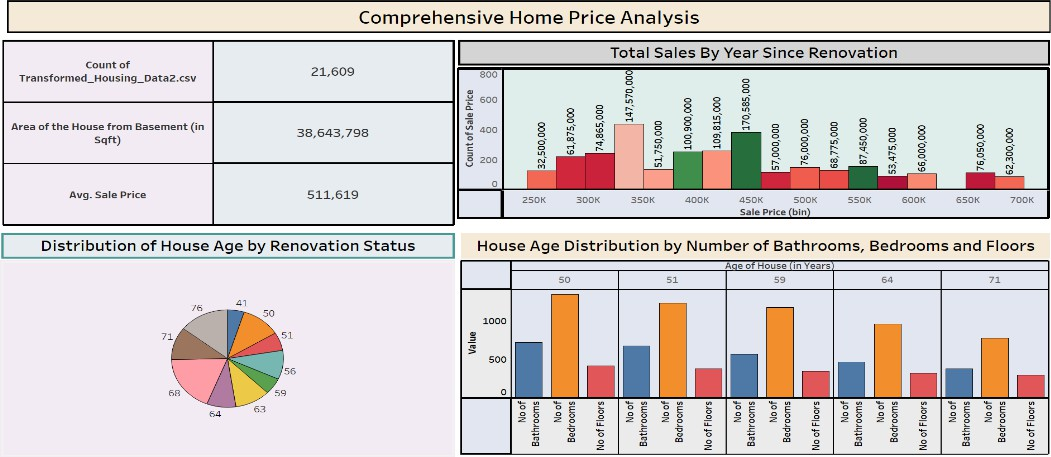 Comprehensive Home Price Analysis
Count of
Transformed_Housing_Data2.csv
21,609
Area of the House from Basement (in
Sqft)
38,643,798
Avg. Sale Price
511,619
Total Sales By Year Since Renovation
Count of Sale Price
800
600
400
200
0
32,500,000
61,875,000
74,865,000
147,570,000
51,750,000
100,900,000
109,815,000
170,585,000
57,000,000
76,000,000
68,775,000
87,450,000
53,475,000
66,000,000
76,050,000
62,300,000
250K 300K 350K 400K 450K 500K 550K 600K 650K 700K
Sale Price (bin)
Distribution of House Age by Renovation Status
41
50
51
56
59
63
64
68
71
76
House Age Distribution by Number of Bathrooms, Bedrooms and Floors
Age of House (in Years)
50 51 59 64 71
Value
1000
500
0
No of
Bathrooms
No of
Bedrooms
No of Floors
No of
Bathrooms
No of
Bedrooms
No of Floors
No of
Bathrooms
No of
Bedrooms
No of Floors
No of
Bathrooms
No of
Bedrooms
No of Floors
No of
Bathrooms
No of
Bedrooms
No of Floors